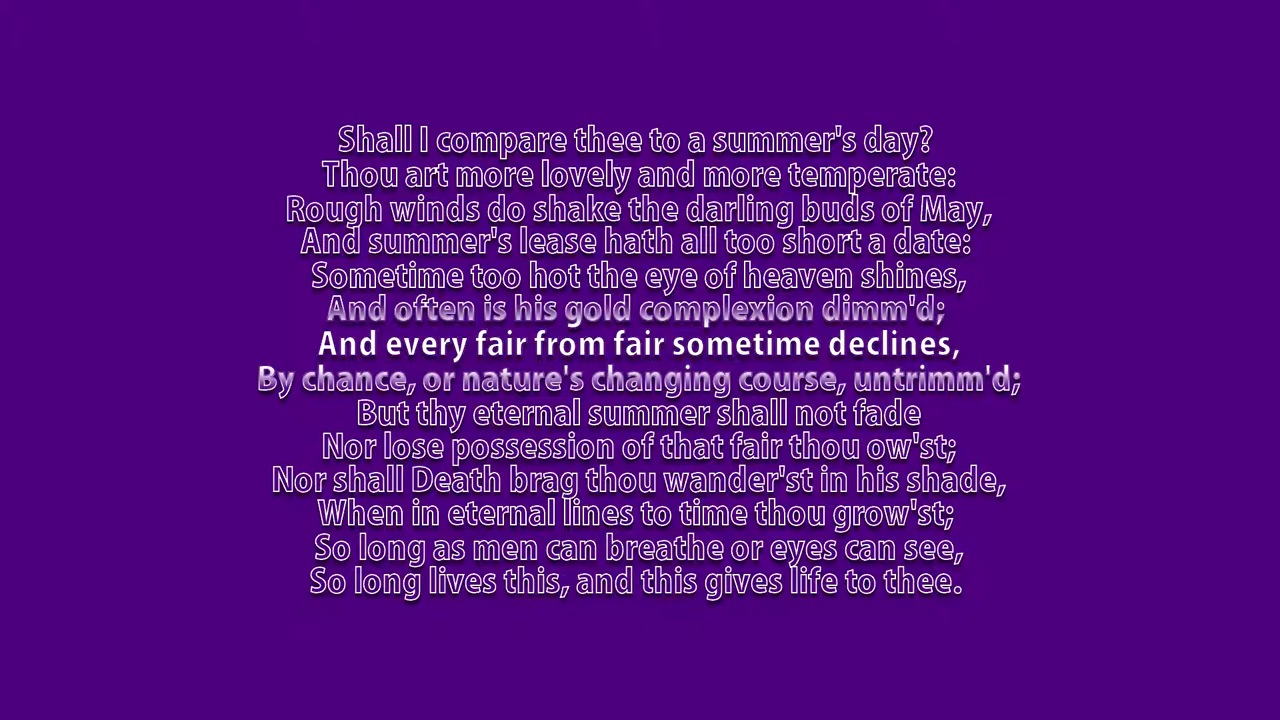 Shall I compare thee to a summer's day?
Thou art more lovely and more temperate:
Rough winds do shake the darling buds of May,
And summer's lease hath all too short a date:
Sometime too hot the eye of heaven shines,
And often is his gold complexion dimm'd;
And every fair from fair sometime declines,
By chance, or nature's changing course, untrimm'd;
But thy eternal summer shall not fade
Nor lose possession of that fair thou ow'st;
Nor shall Death brag thou wander'st in his shade,
When in eternal lines to time thou grow'st;
So long as men can breathe or eyes can see,
So long lives this, and this gives life to thee.